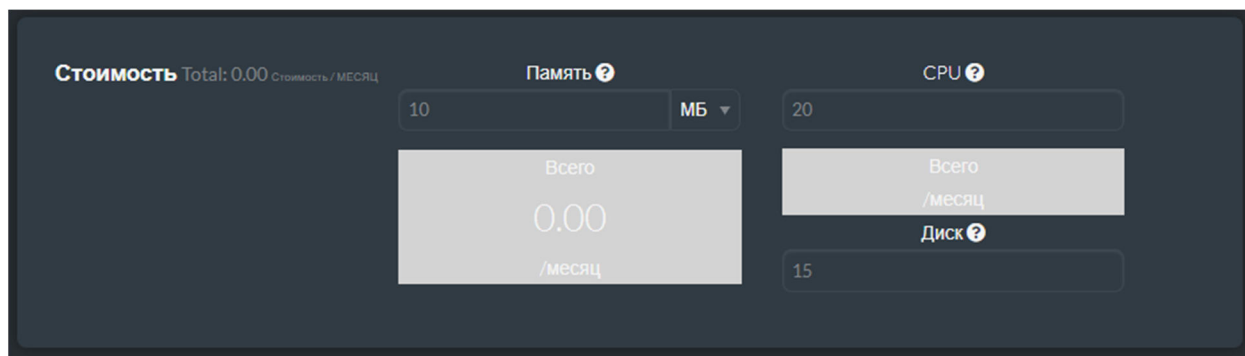 Стоимость Total: 0.00 Стоимость / МЕСЯЦ
Память ?
10 МБ
Всего
0.00
/месяц
CPU ?
20
Всего
/месяц
Диск ?
15